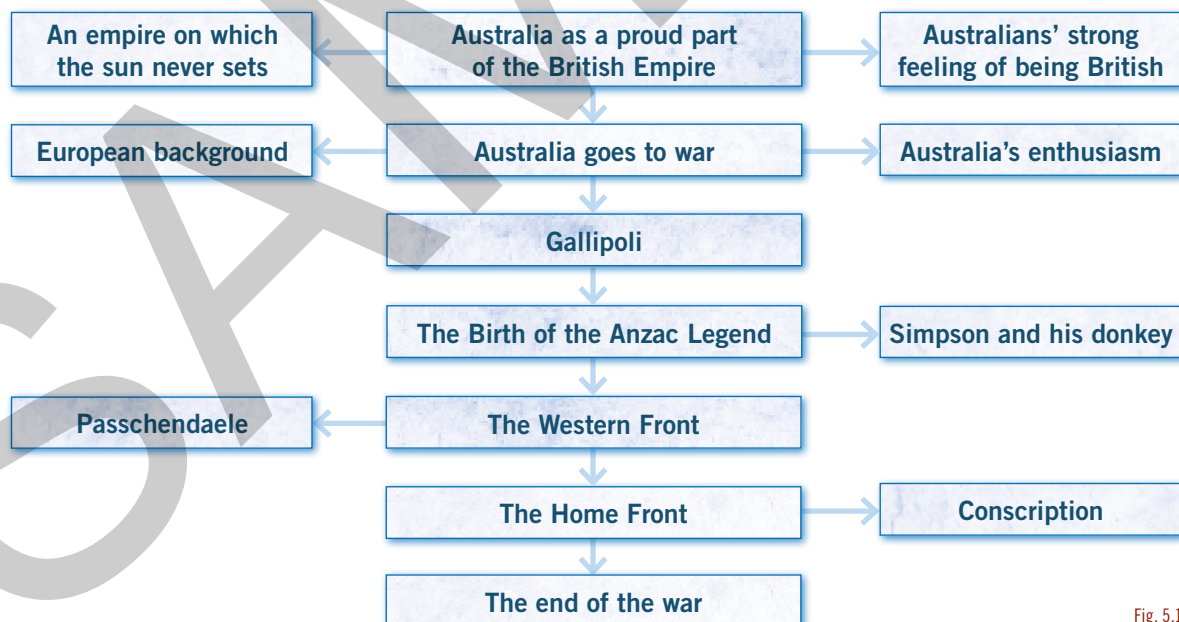 An empire on which
the sun never sets
Australia as a proud part
of the British Empire
Australians' strong
feeling of being British
European background
Australia goes to war
Australia's enthusiasm
Gallipoli
The Birth of the Anzac Legend
Simpson and his donkey
Passchendaele
The Western Front
The Home Front
Conscription
The end of the war
Fig. 5.1